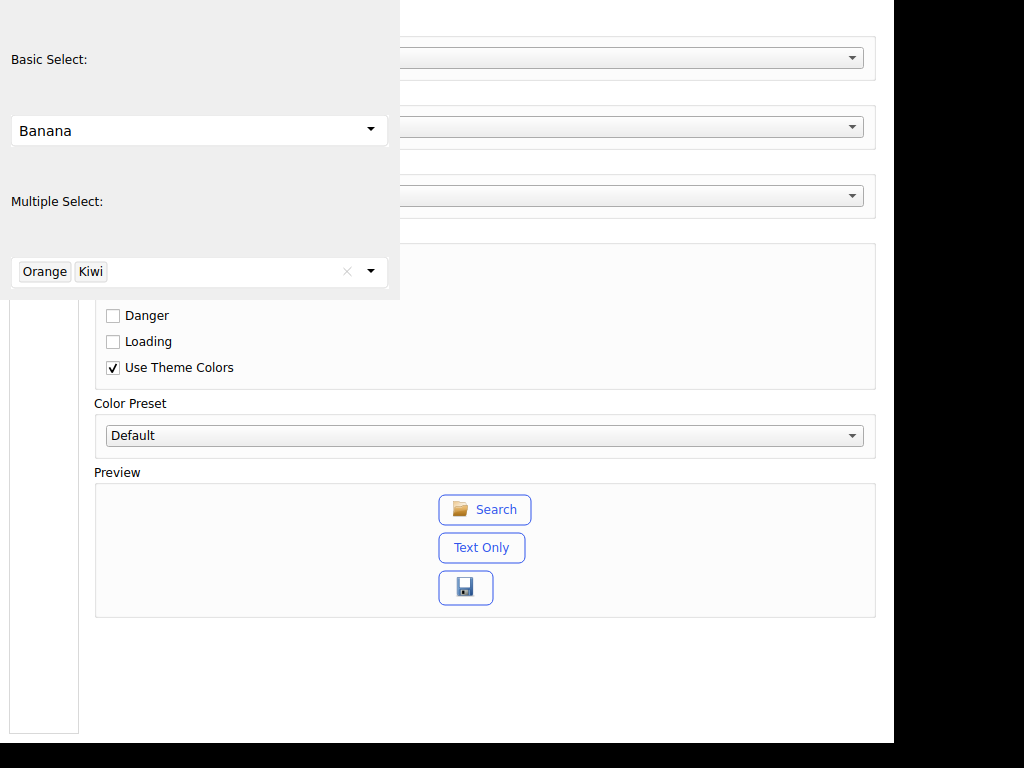 Basic Select:
Banana
Multiple Select:
Orange Kiwi
Danger
Loading
Use Theme Colors
Color Preset
Default
Preview
Search
Text Only